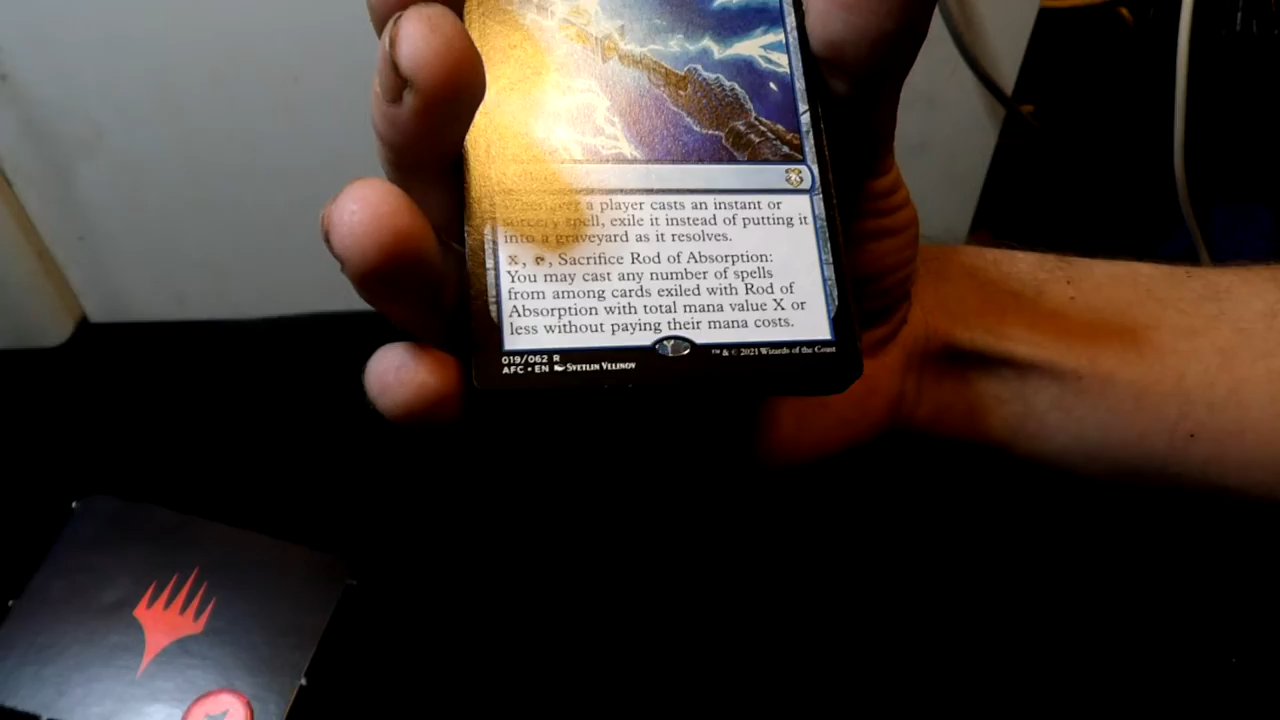 Whenever a player casts an instant or
sorcery spell, exile it instead of putting it
into a graveyard as it resolves.
X, T, Sacrifice Rod of Absorption:
You may cast any number of spells
from among cards exiled with Rod of
Absorption with total mana value X or
less without paying their mana costs.
019/062 R
AFC • EN SVETLIN VELINOV
™ & © 2021 Wizards of the Coast